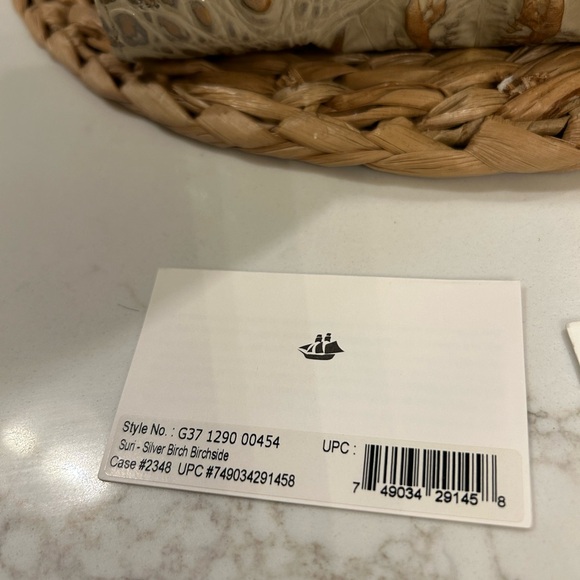 Style No. : G37 1290 00454
Suri - Silver Birch Birchside
Case #2348 UPC #749034291458
UPC :
7 49034 29145 8